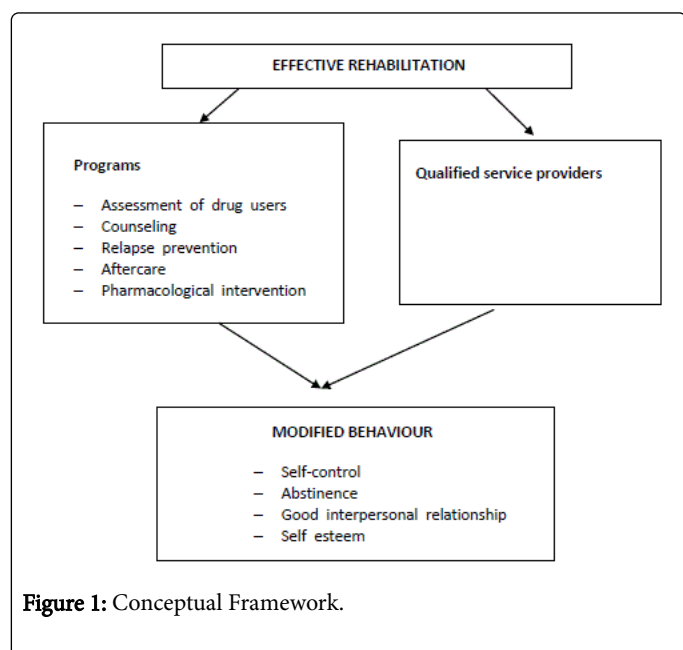 EFFECTIVE REHABILITATION
Programs
– Assessment of drug users
– Counseling
– Relapse prevention
– Aftercare
– Pharmacological intervention
Qualified service providers
MODIFIED BEHAVIOUR
– Self-control
– Abstinence
– Good interpersonal relationship
– Self esteem
Figure 1: Conceptual Framework.